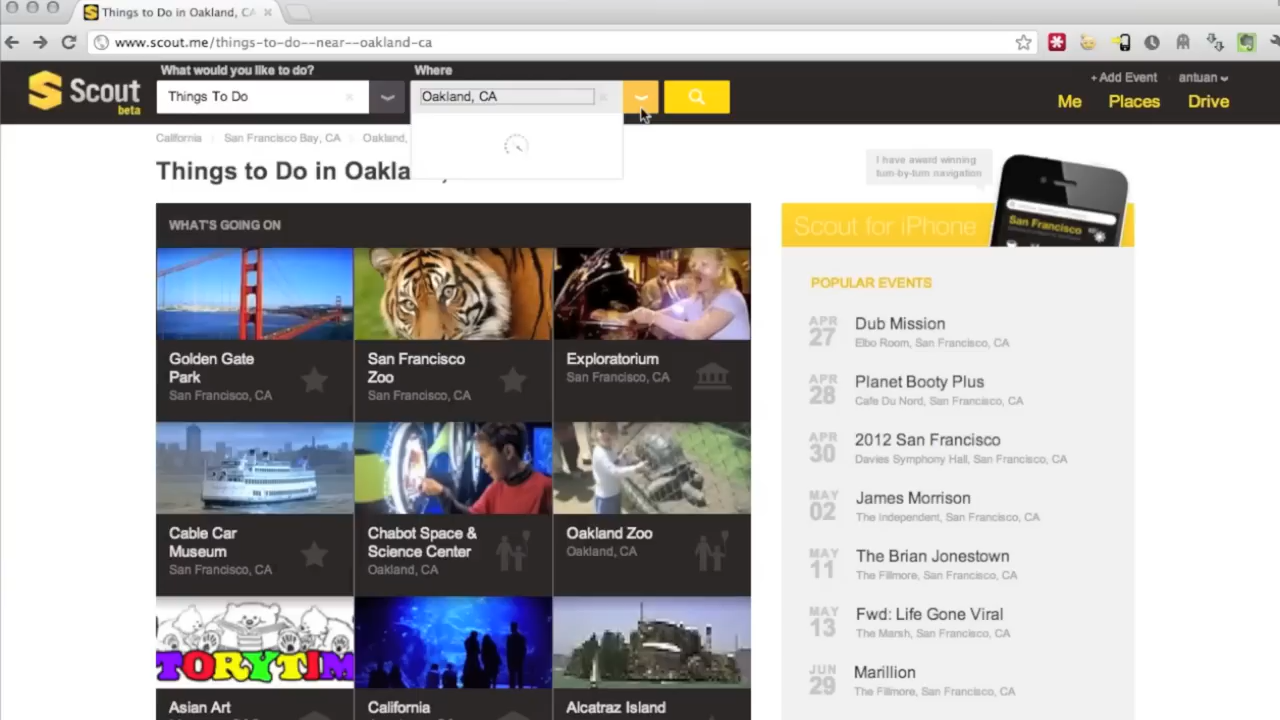 Things to Do in Oakland, CA
www.scout.me/things-to-do--near--oakland-ca
Scout
beta
What would you like to do?
Where
Things To Do
Oakland, CA
+ Add Event
antuan
Me
Places
Drive
California
San Francisco Bay, CA
Oakland,
Things to Do in Oakla
I have award winning
turn-by-turn navigation
San Francisco
Scout for iPhone
WHAT'S GOING ON
Golden Gate
Park
San Francisco, CA
San Francisco
Zoo
San Francisco, CA
Exploratorium
San Francisco, CA
Cable Car
Museum
San Francisco, CA
Chabot Space &
Science Center
Oakland, CA
Oakland Zoo
Oakland, CA
TORYTIM
Asian Art
California
Alcatraz Island
POPULAR EVENTS
APR
27
Dub Mission
Elbo Room, San Francisco, CA
APR
28
Planet Booty Plus
Cafe Du Nord, San Francisco, CA
APR
30
2012 San Francisco
Davies Symphony Hall, San Francisco, CA
MAY
02
James Morrison
The Independent, San Francisco, CA
MAY
11
The Brian Jonestown
The Fillmore, San Francisco, CA
MAY
13
Fwd: Life Gone Viral
The Marsh, San Francisco, CA
JUN
29
Marillion
The Fillmore, San Francisco, CA